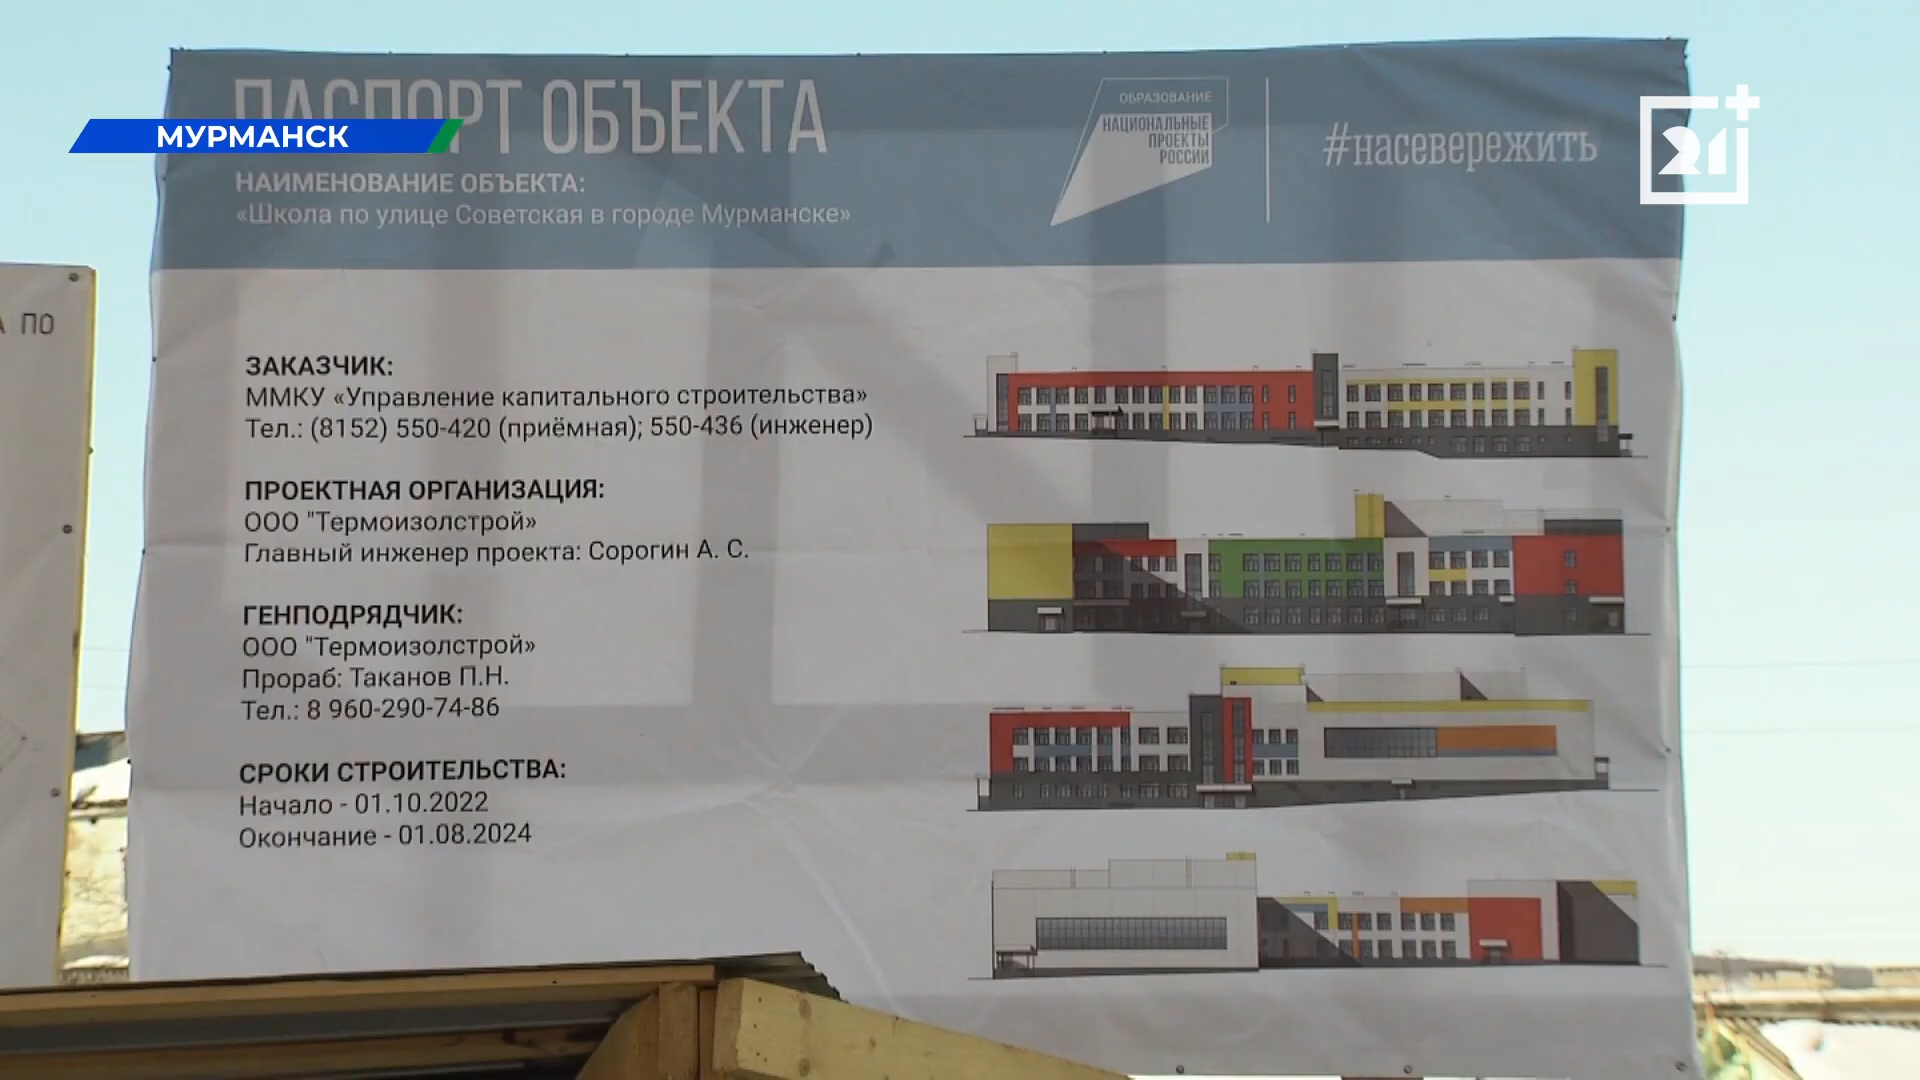 ПАСПОРТ ОБЪЕКТА
МУРМАНСК
НАИМЕНОВАНИЕ ОБЪЕКТА:
«Школа по улице Советская в городе Мурманске»
ОБРАЗОВАНИЕ
НАЦИОНАЛЬНЫЕ
ПРОЕКТЫ
РОССИИ
#насевережить
21+
А ПО
ЗАКАЗЧИК:
ММКУ «Управление капитального строительства»
Тел.: (8152) 550-420 (приёмная); 550-436 (инженер)
ПРОЕКТНАЯ ОРГАНИЗАЦИЯ:
ООО "Термоизолстрой»
Главный инженер проекта: Сорогин А. С.
ГЕНПОДРЯДЧИК:
ООО "Термоизолстрой»
Прораб: Таканов П.Н.
Тел.: 8 960-290-74-86
СРОКИ СТРОИТЕЛЬСТВА:
Начало - 01.10.2022
Окончание - 01.08.2024